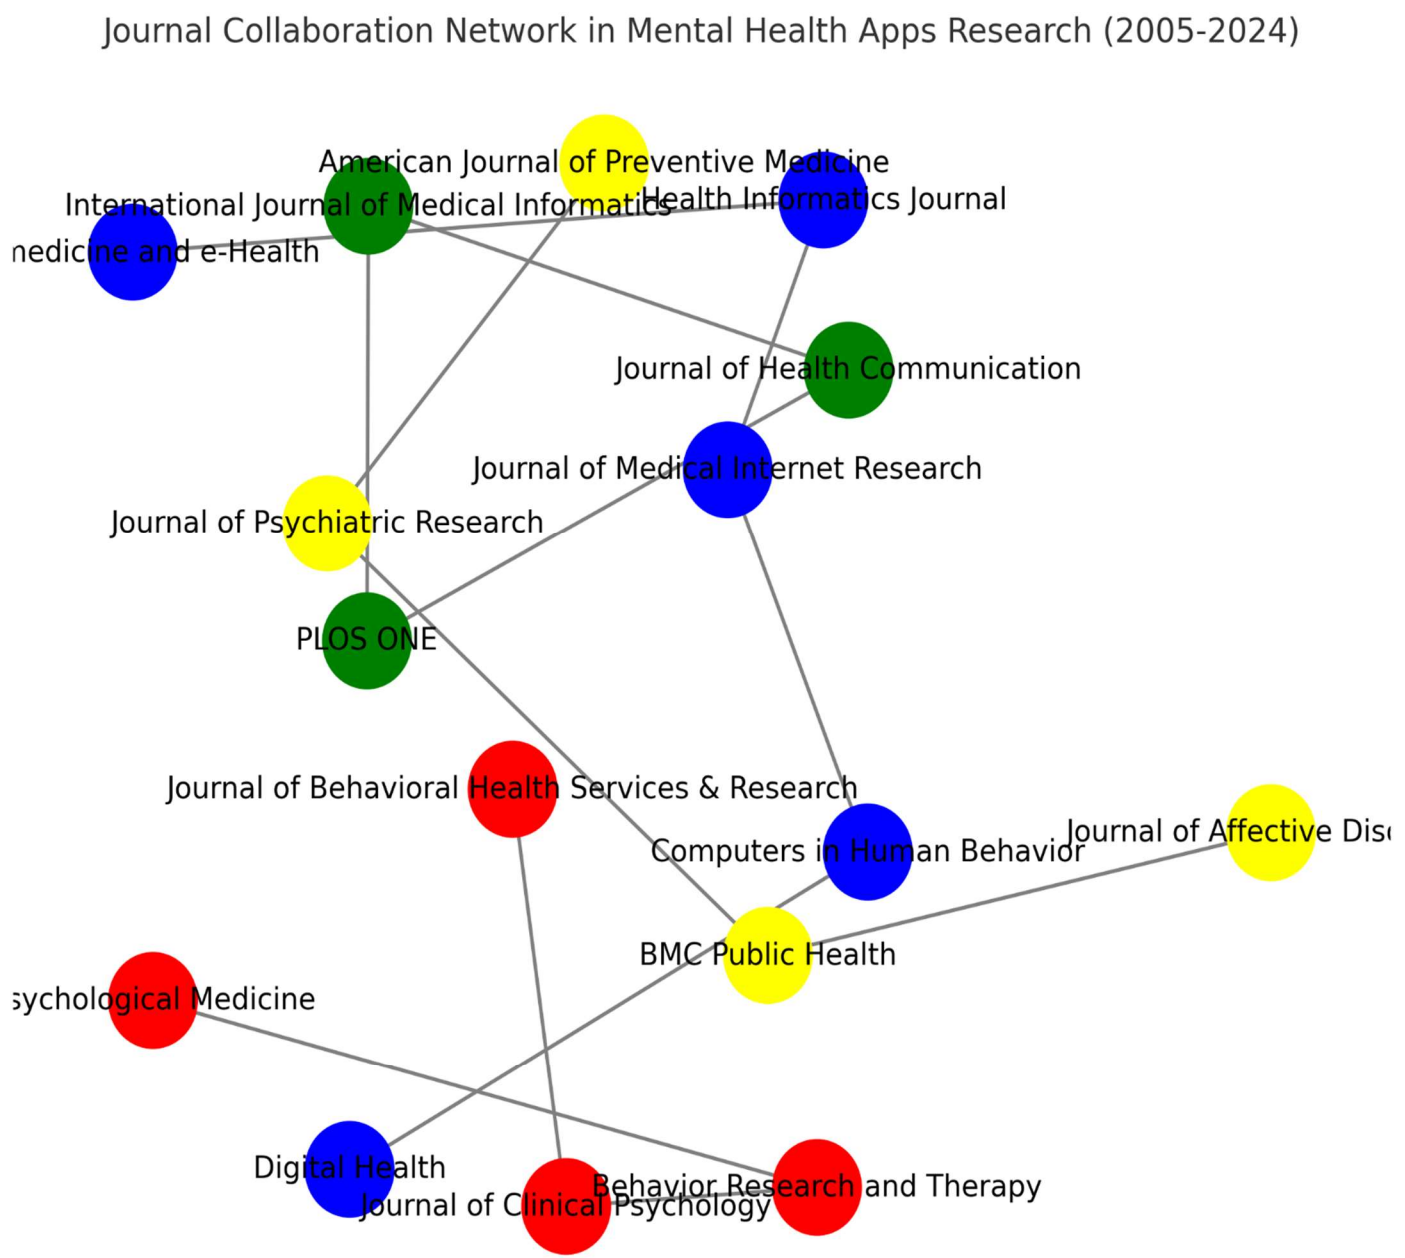 Journal Collaboration Network in Mental Health Apps Research (2005-2024)
American Journal of Preventive Medicine
Health Informatics Journal
International Journal of Medical Informatics
medicine and e-Health
Journal of Health Communication
Journal of Medical Internet Research
Journal of Psychiatric Research
PLOS ONE
Journal of Behavioral Health Services & Research
Journal of Affective
Computers in Human Behavior
BMC Public Health
sychological Medicine
Digital Health
Behavior Research and Therapy
Journal of Clinical Psychology